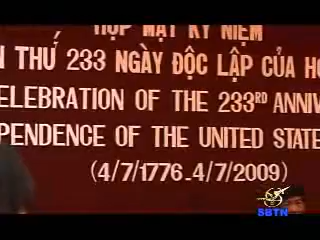 HỌP MẶT KỶ NIỆM
N THỨ 233 NGÀY ĐỘC LẬP CỦA HO
ELEBRATION OF THE 233RD ANNIV
PENDENCE OF THE UNITED STATE
(4/7/1776-4/7/2009)
SBTN